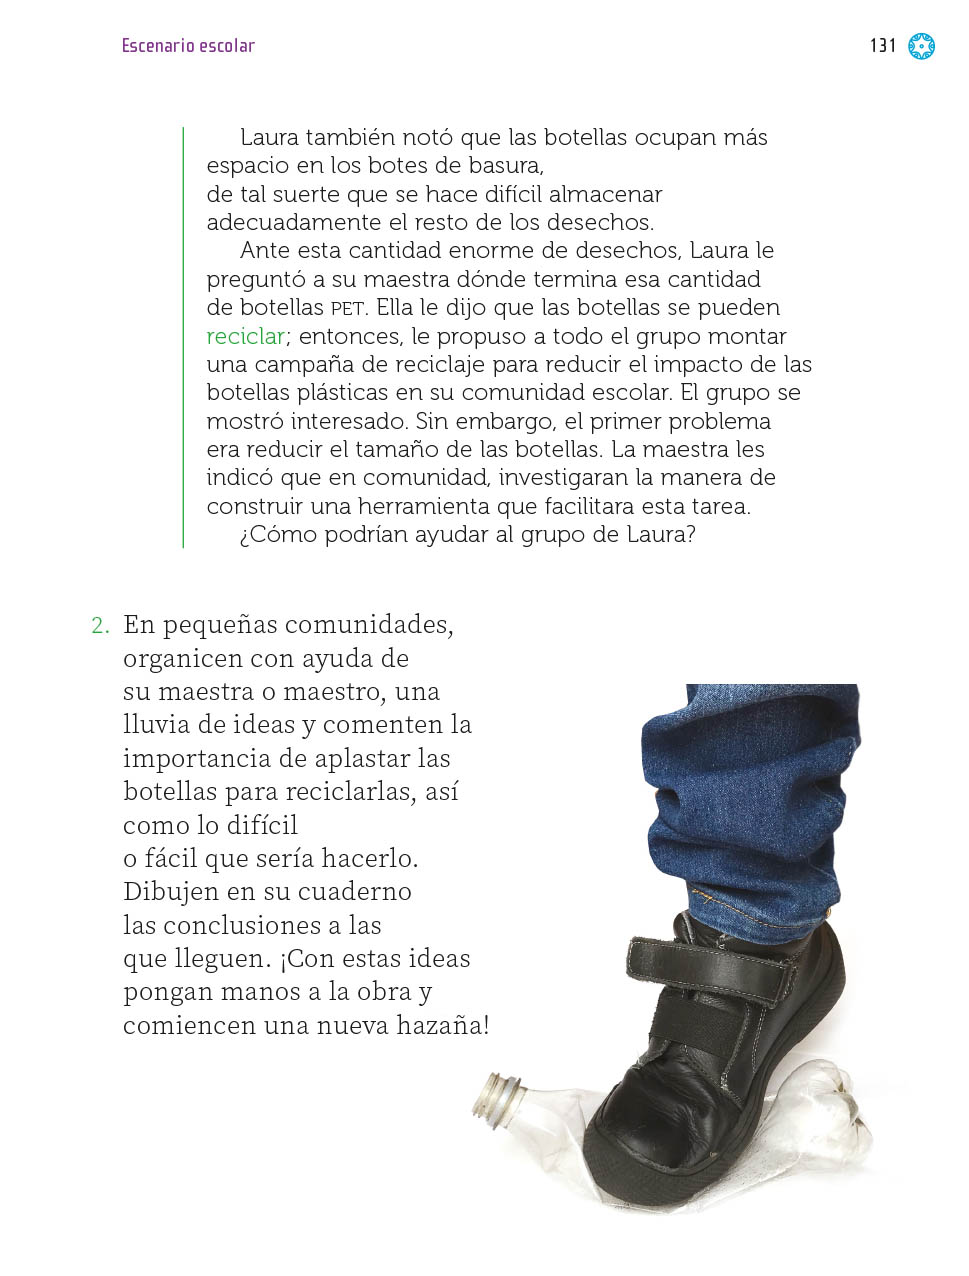 Escenario escolar
131
Laura también notó que las botellas ocupan más
espacio en los botes de basura,
de tal suerte que se hace difícil almacenar
adecuadamente el resto de los desechos.
Ante esta cantidad enorme de desechos, Laura le
preguntó a su maestra dónde termina esa cantidad
de botellas PET. Ella le dijo que las botellas se pueden
reciclar; entonces, le propuso a todo el grupo montar
una campaña de reciclaje para reducir el impacto de las
botellas plásticas en su comunidad escolar. El grupo se
mostró interesado. Sin embargo, el primer problema
era reducir el tamaño de las botellas. La maestra les
indicó que en comunidad, investigaran la manera de
construir una herramienta que facilitara esta tarea.
¿Cómo podrían ayudar al grupo de Laura?
2. En pequeñas comunidades,
organicen con ayuda de
su maestra o maestro, una
lluvia de ideas y comenten la
importancia de aplastar las
botellas para reciclarlas, así
como lo difícil
o fácil que sería hacerlo.
Dibujen en su cuaderno
las conclusiones a las
que lleguen. ¡Con estas ideas
pongan manos a la obra y
comiencen una nueva hazaña!